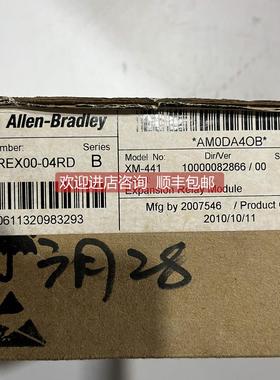 Allen-Bradley
*AM0DA4OB*
mber:
Series
Model No:
Dir/Ver
REX00-04RD
B
XM-441
10000082866 / 00
欢迎进店咨询 顺丰包邮
Expansion Relay Module
Mfg by 2007546 / Product
0611320983293
2010/10/11
3月28